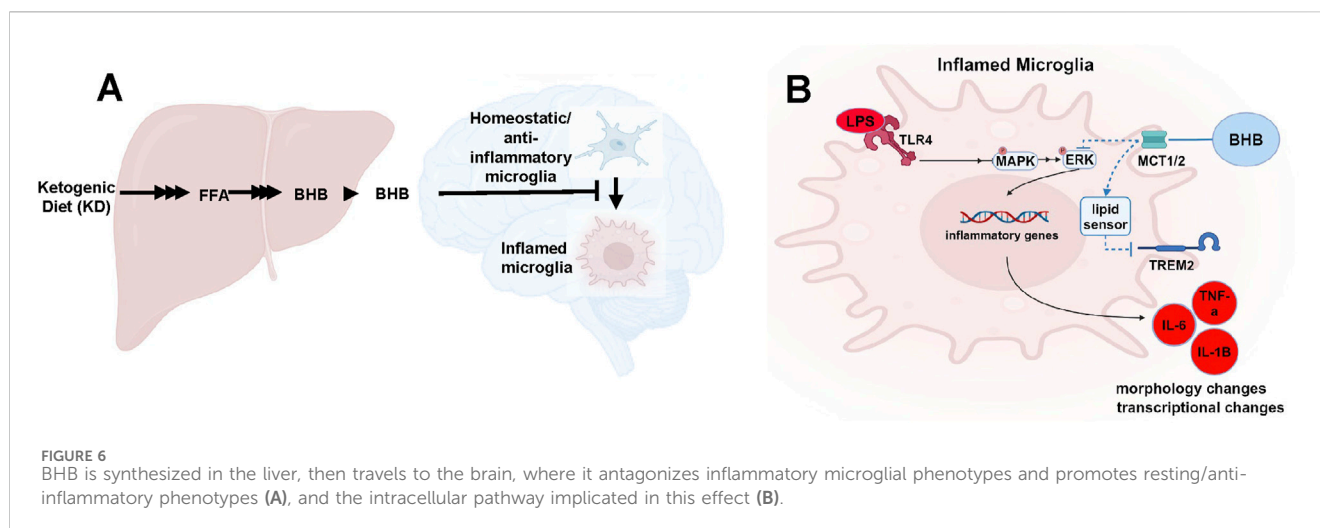 A
Ketogenic
Diet (KD)
FFA
BHB
BHB
Homeostatic/
anti-
inflammatory
microglia
Inflamed
microglia
B
Inflamed Microglia
LPS
TLR4
P
MAPK
P
ERK
MCT1/2
BHB
lipid
sensor
inflammatory genes
TREM2
TNF-
a
IL-6
IL-1B
morphology changes
transcriptional changes
FIGURE 6
BHB is synthesized in the liver, then travels to the brain, where it antagonizes inflammatory microglial phenotypes and promotes resting/anti-
inflammatory phenotypes (A), and the intracellular pathway implicated in this effect (B).